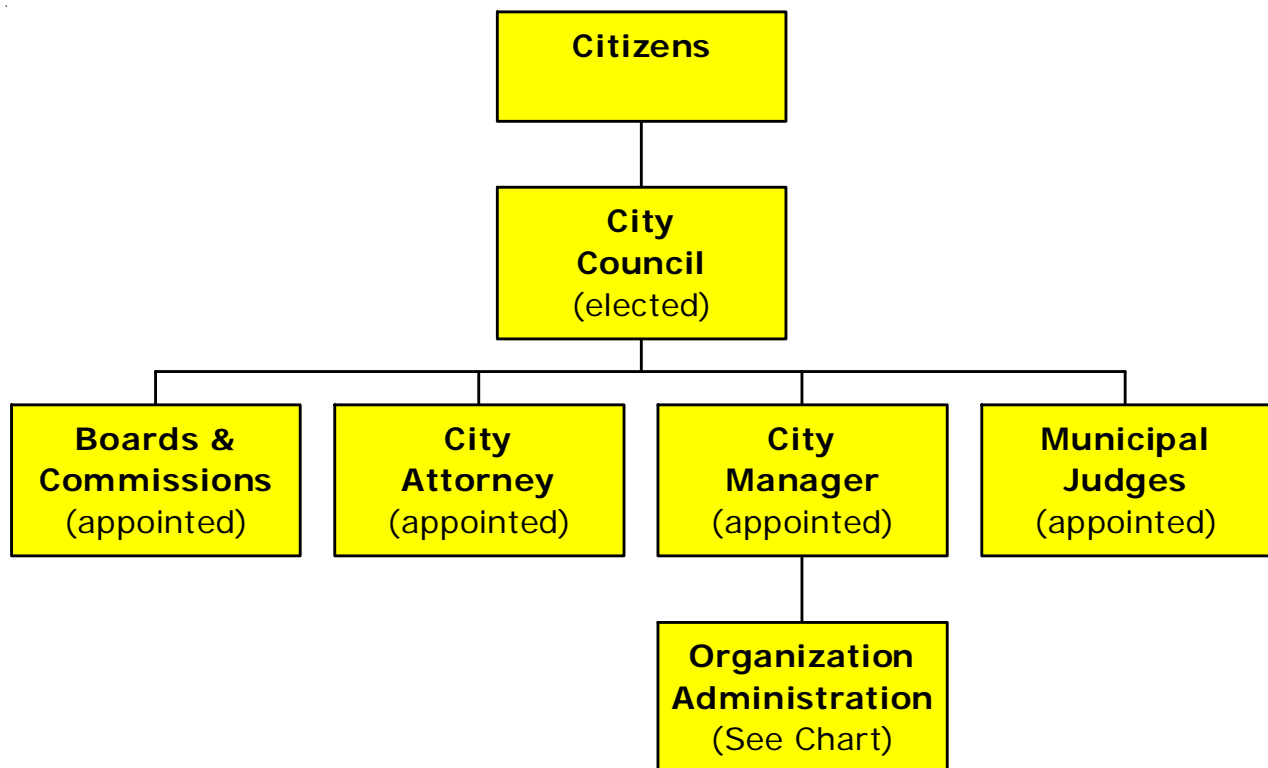 Citizens
City
Council
(elected)
Boards &
Commissions
(appointed)
City
Attorney
(appointed)
City
Manager
(appointed)
Municipal
Judges
(appointed)
Organization
Administration
(See Chart)